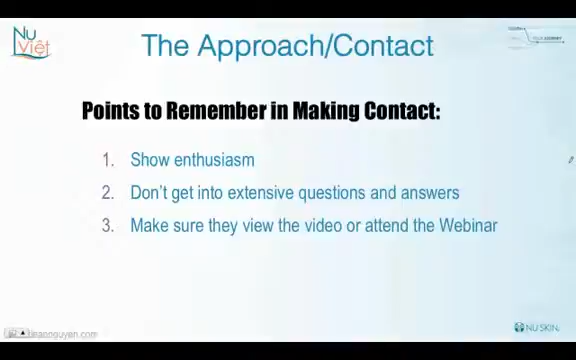 Nu
Việt
The Approach/Contact
Points to Remember in Making Contact:
1. Show enthusiasm
2. Don't get into extensive questions and answers
3. Make sure they view the video or attend the Webinar
NU SKIN